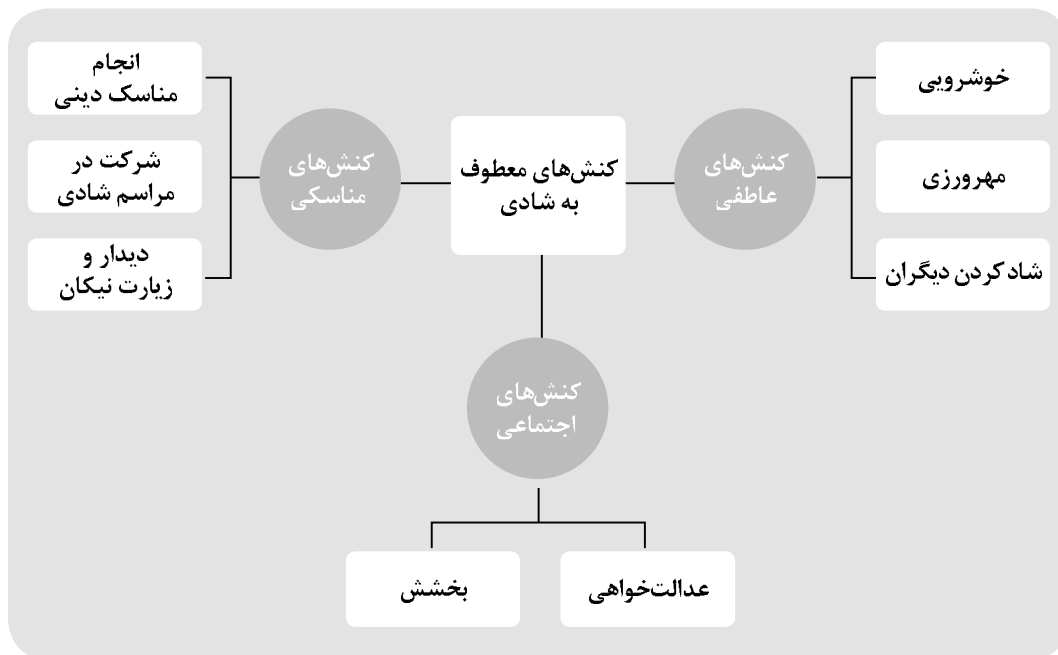 کنش‌های معطوف
به شادی
کنش‌های
عاطفی
خوشرویی
مهرورزی
شاد کردن دیگران
کنش‌های
مناسکی
انجام
مناسک دینی
شرکت در
مراسم شادی
دیدار و
زیارت نیکان
کنش‌های
اجتماعی
عدالت‌خواهی
بخشش